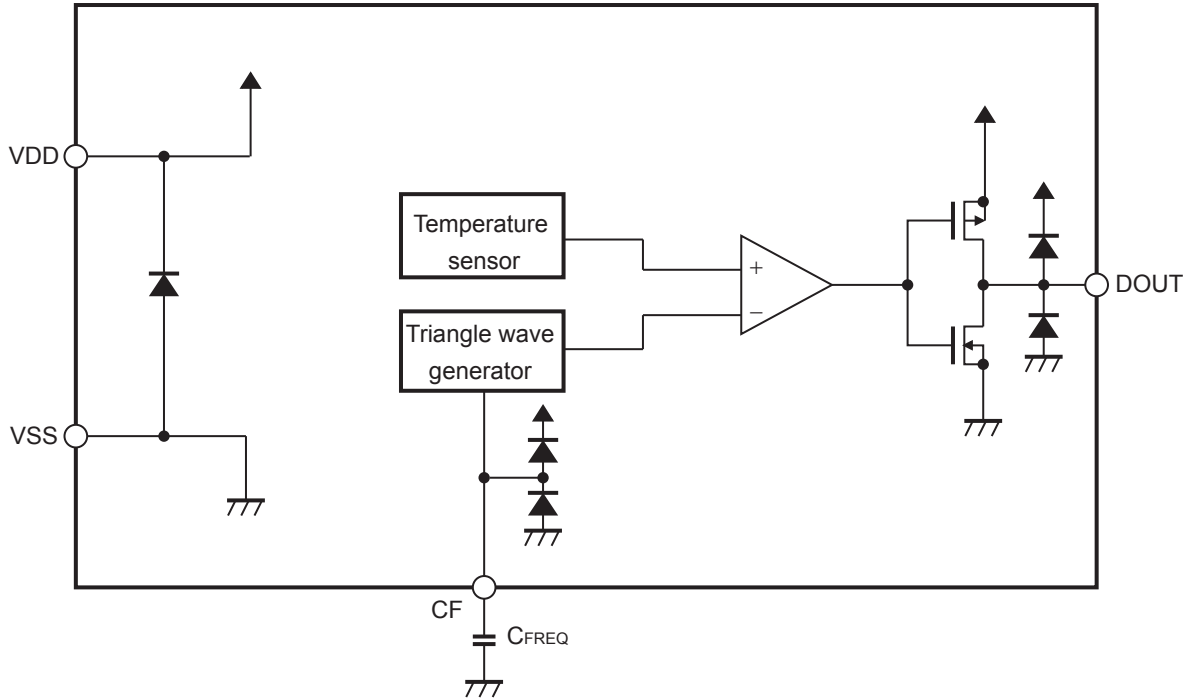 VDD
Temperature
sensor
+
−
DOUT
Triangle wave
generator
VSS
CF
CFREQ